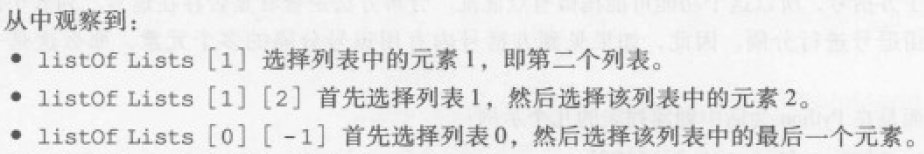 从中观察到：
• listOf Lists [1] 选择列表中的元素1，即第二个列表。
• listOf Lists [1] [2] 首先选择列表1，然后选择该列表中的元素2。
• listOf Lists [0] [-1] 首先选择列表0，然后选择该列表中的最后一个元素。